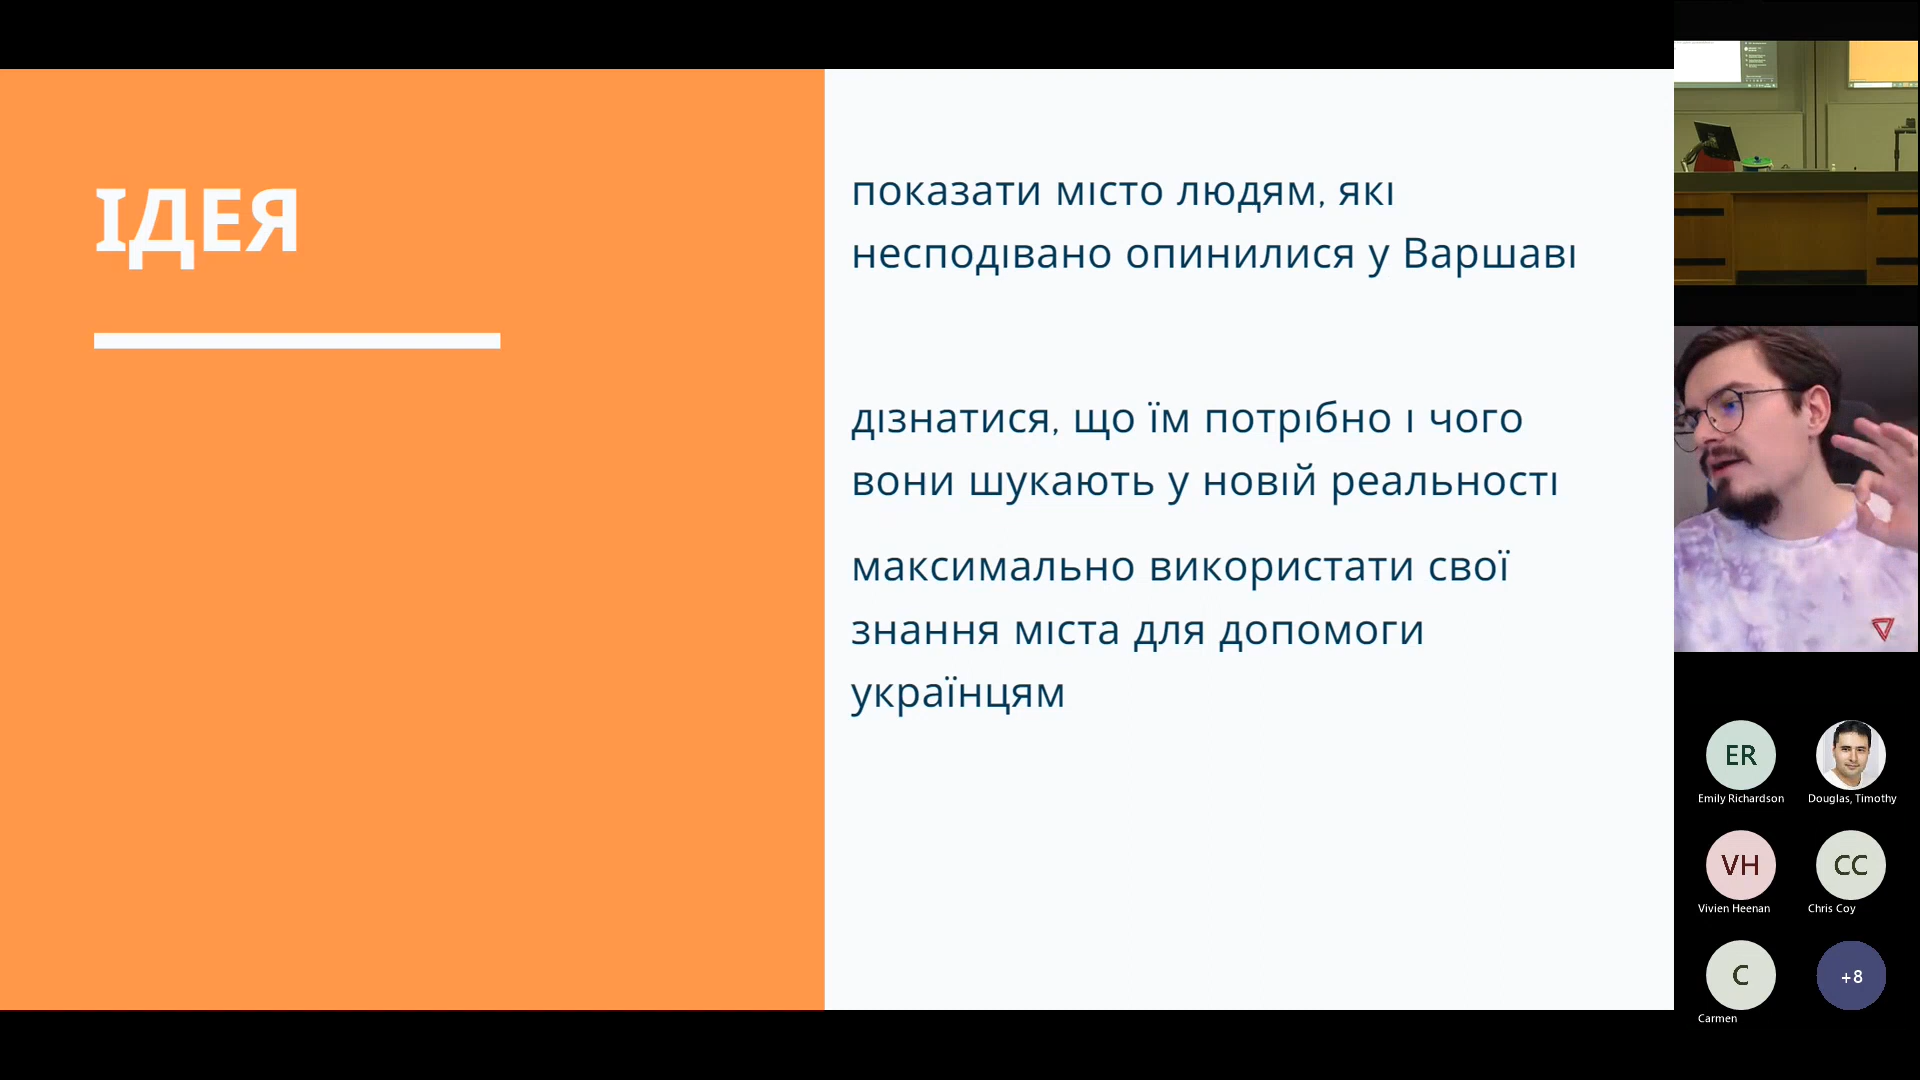 ІДЕЯ
показати місто людям, які
несподівано опинилися у Варшаві
дізнатися, що їм потрібно і чого
вони шукають у новій реальності
максимально використати свої
знання міста для допомоги
українцям
ER
Emily Richardson
Douglas, Timothy
VH
Vivien Heenan
CC
Chris Coy
C
Carmen
+8